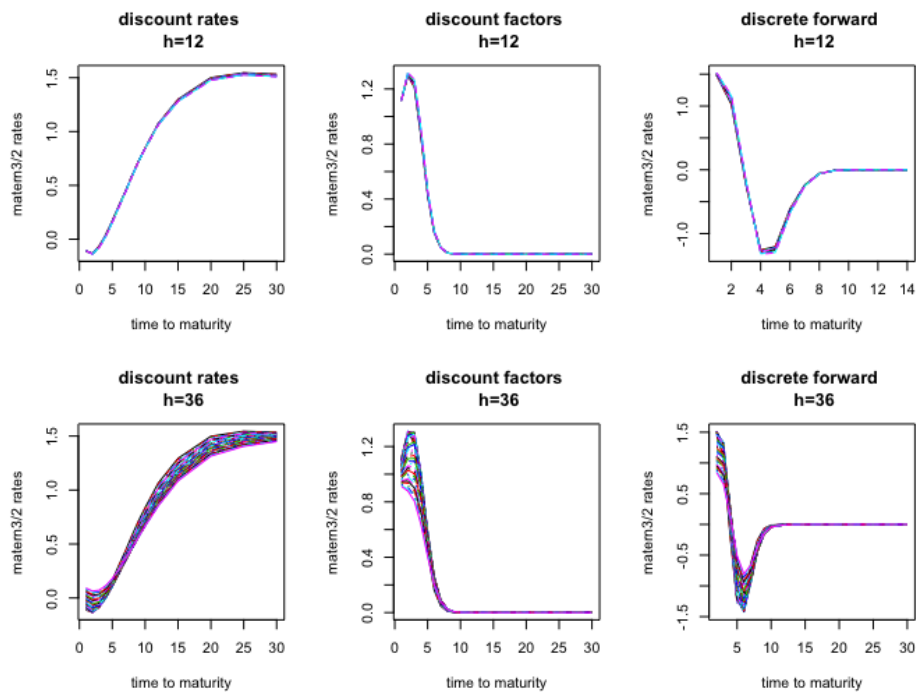 discount rates
h=12
matern3/2 rates
0.0 0.5 1.0 1.5
0 5 10 15 20 25 30
time to maturity
discount factors
h=12
matern3/2 rates
0.0 0.4 0.8 1.2
0 5 10 15 20 25 30
time to maturity
discrete forward
h=12
matern3/2 rates
-1.0 0.0 1.0
2 4 6 8 10 12 14
time to maturity
discount rates
h=36
matern3/2 rates
0.0 0.5 1.0 1.5
0 5 10 15 20 25 30
time to maturity
discount factors
h=36
matern3/2 rates
0.0 0.4 0.8 1.2
0 5 10 15 20 25 30
time to maturity
discrete forward
h=36
matern3/2 rates
-1.5 -0.5 0.5 1.5
5 10 15 20 25 30
time to maturity